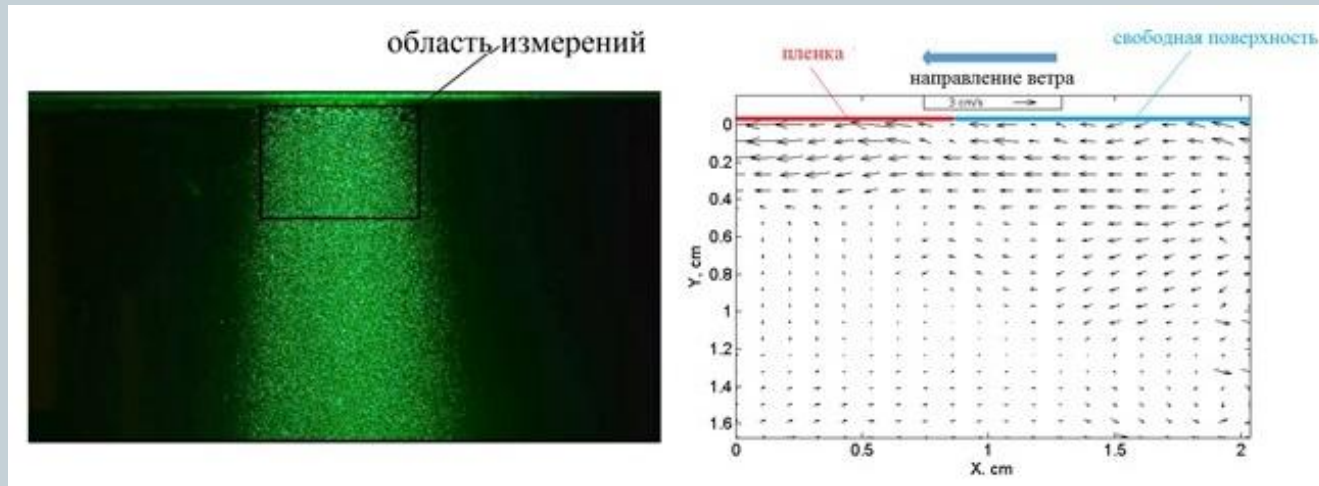 область измерений
пленка
свободная поверхность
направление ветра
3 cm/s
0
0.2
0.4
0.6
0.8
1
1.2
1.4
1.6
Y, cm
0
0.5
1
1.5
2
X, cm